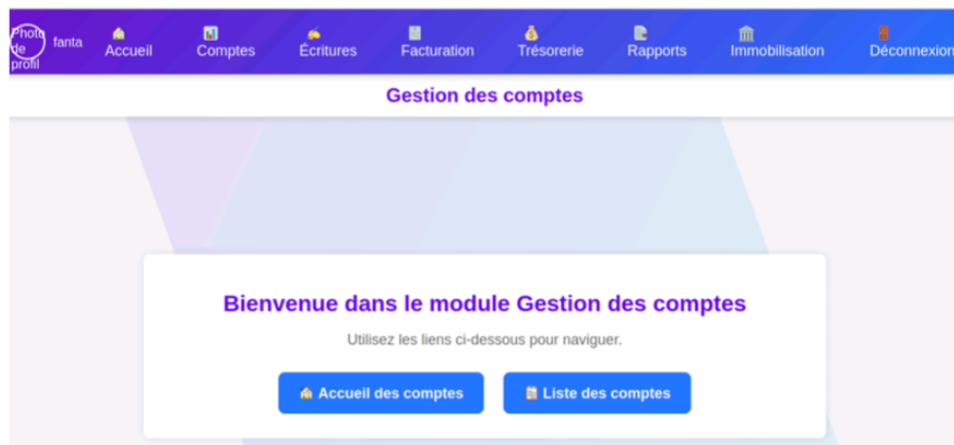 Photo de profil
fanta
🏠 Accueil
📊 Comptes
✍️ Écritures
🧾 Facturation
💰 Trésorerie
📑 Rapports
🏛️ Immobilisation
🚪 Déconnexion
Gestion des comptes
Bienvenue dans le module Gestion des comptes
Utilisez les liens ci-dessous pour naviguer.
🏠 Accueil des comptes
📋 Liste des comptes